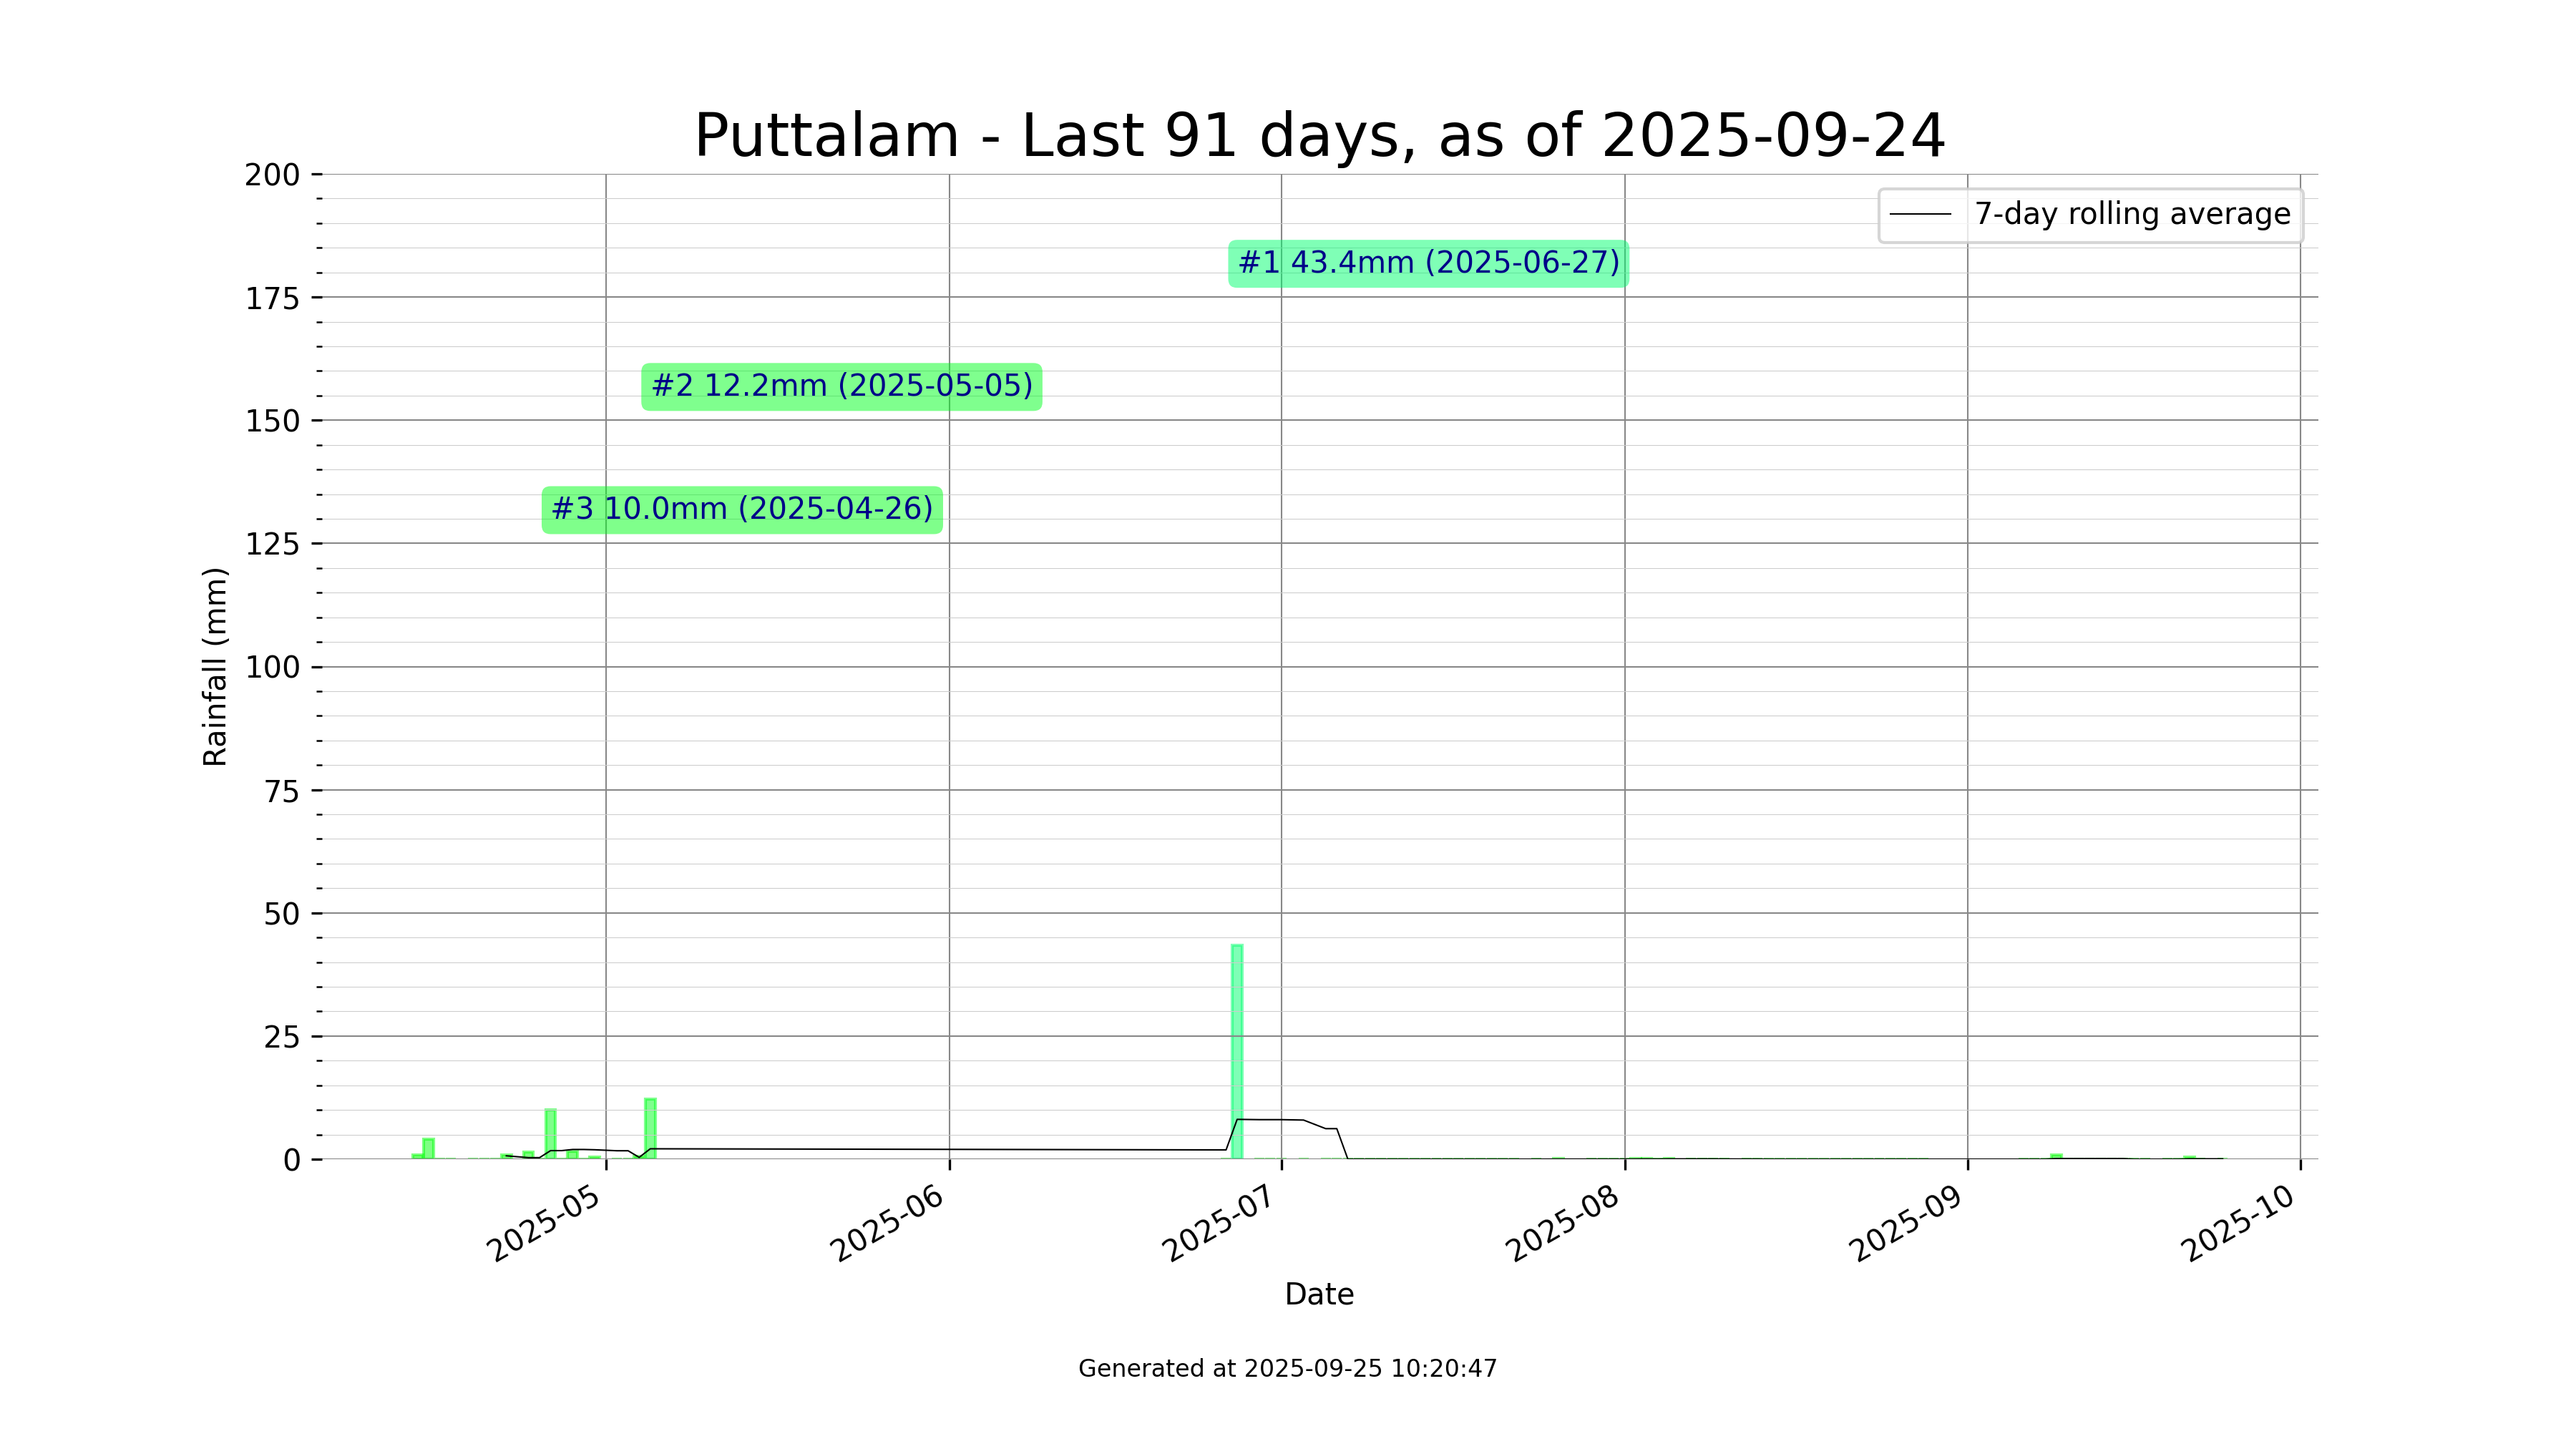 Puttalam - Last 91 days, as of 2025-09-24
200
175
150
125
100
75
50
25
0
Rainfall (mm)
7-day rolling average
#1 43.4mm (2025-06-27)
#2 12.2mm (2025-05-05)
#3 10.0mm (2025-04-26)
2025-05
2025-06
2025-07
2025-08
2025-09
2025-10
Date
Generated at 2025-09-25 10:20:47